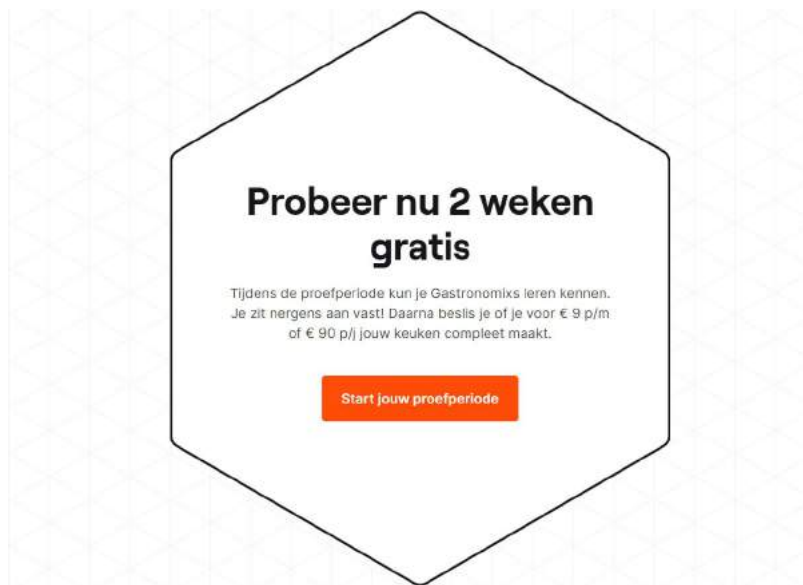 Probeer nu 2 weken
gratis
Tijdens de proefperiode kun je Gastronomixs leren kennen.
Je zit nergens aan vast! Daarna beslis je of je voor € 9 p/m
of € 90 p/j jouw keuken compleet maakt.
Start jouw proefperiode